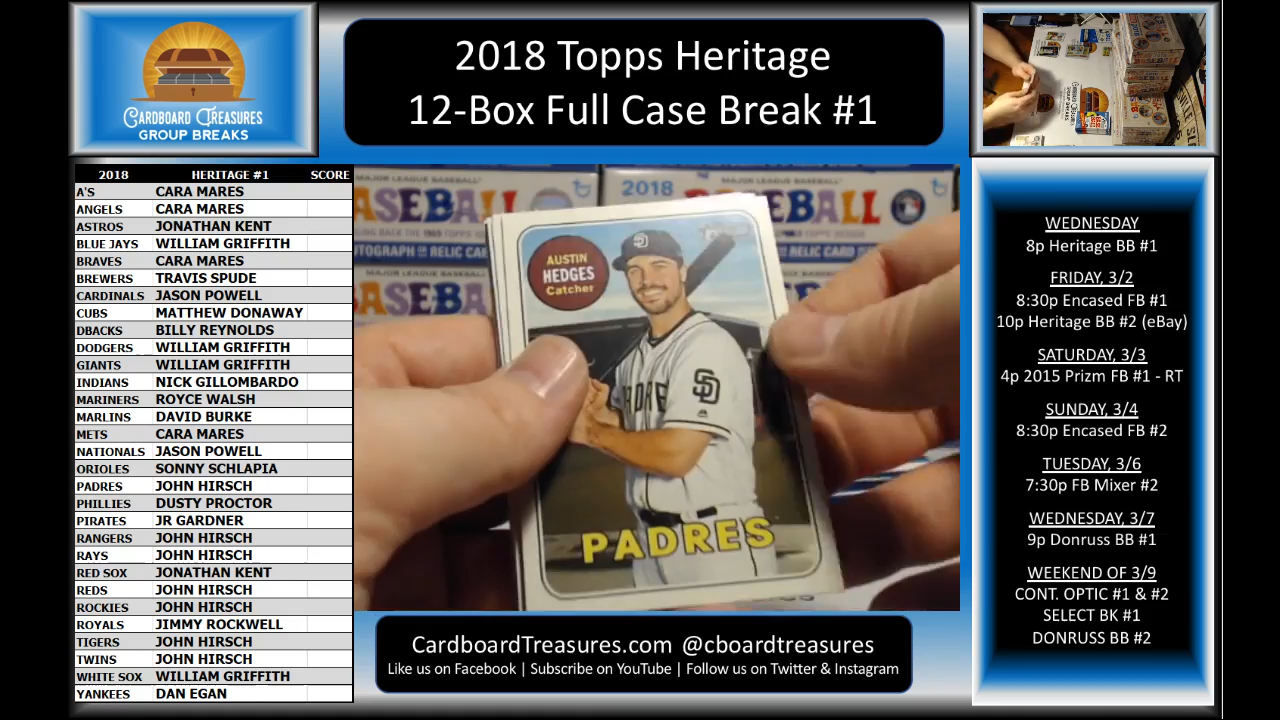 CARDBOARD TREASURES
GROUP BREAKS
2018 Topps Heritage
12-Box Full Case Break #1
2018 HERITAGE #1 SCORE
A'S CARA MARES
ANGELS CARA MARES
ASTROS JONATHAN KENT
BLUE JAYS WILLIAM GRIFFITH
BRAVES CARA MARES
BREWERS TRAVIS SPUDE
CARDINALS JASON POWELL
CUBS MATTHEW DONAWAY
DBACKS BILLY REYNOLDS
DODGERS WILLIAM GRIFFITH
GIANTS WILLIAM GRIFFITH
INDIANS NICK GILLOMBARDO
MARINERS ROYCE WALSH
MARLINS DAVID BURKE
METS CARA MARES
NATIONALS JASON POWELL
ORIOLES SONNY SCHLAPIA
PADRES JOHN HIRSCH
PHILLIES DUSTY PROCTOR
PIRATES JR GARDNER
RANGERS JOHN HIRSCH
RAYS JOHN HIRSCH
RED SOX JONATHAN KENT
REDS JOHN HIRSCH
ROCKIES JOHN HIRSCH
ROYALS JIMMY ROCKWELL
TIGERS JOHN HIRSCH
TWINS JOHN HIRSCH
WHITE SOX WILLIAM GRIFFITH
YANKEES DAN EGAN
MAJOR LEAGUE BASEBALL
2018
MAJOR LEAGUE BASEBALL
AUSTIN
HEDGES
Catcher
SD
PADRES
WEDNESDAY
8p Heritage BB #1
FRIDAY, 3/2
8:30p Encased FB #1
10p Heritage BB #2 (eBay)
SATURDAY, 3/3
4p 2015 Prizm FB #1 - RT
SUNDAY, 3/4
8:30p Encased FB #2
TUESDAY, 3/6
7:30p FB Mixer #2
WEDNESDAY, 3/7
9p Donruss BB #1
WEEKEND OF 3/9
CONT. OPTIC #1 & #2
SELECT BK #1
DONRUSS BB #2
CardboardTreasures.com @cboardtreasures
Like us on Facebook | Subscribe on YouTube | Follow us on Twitter & Instagram